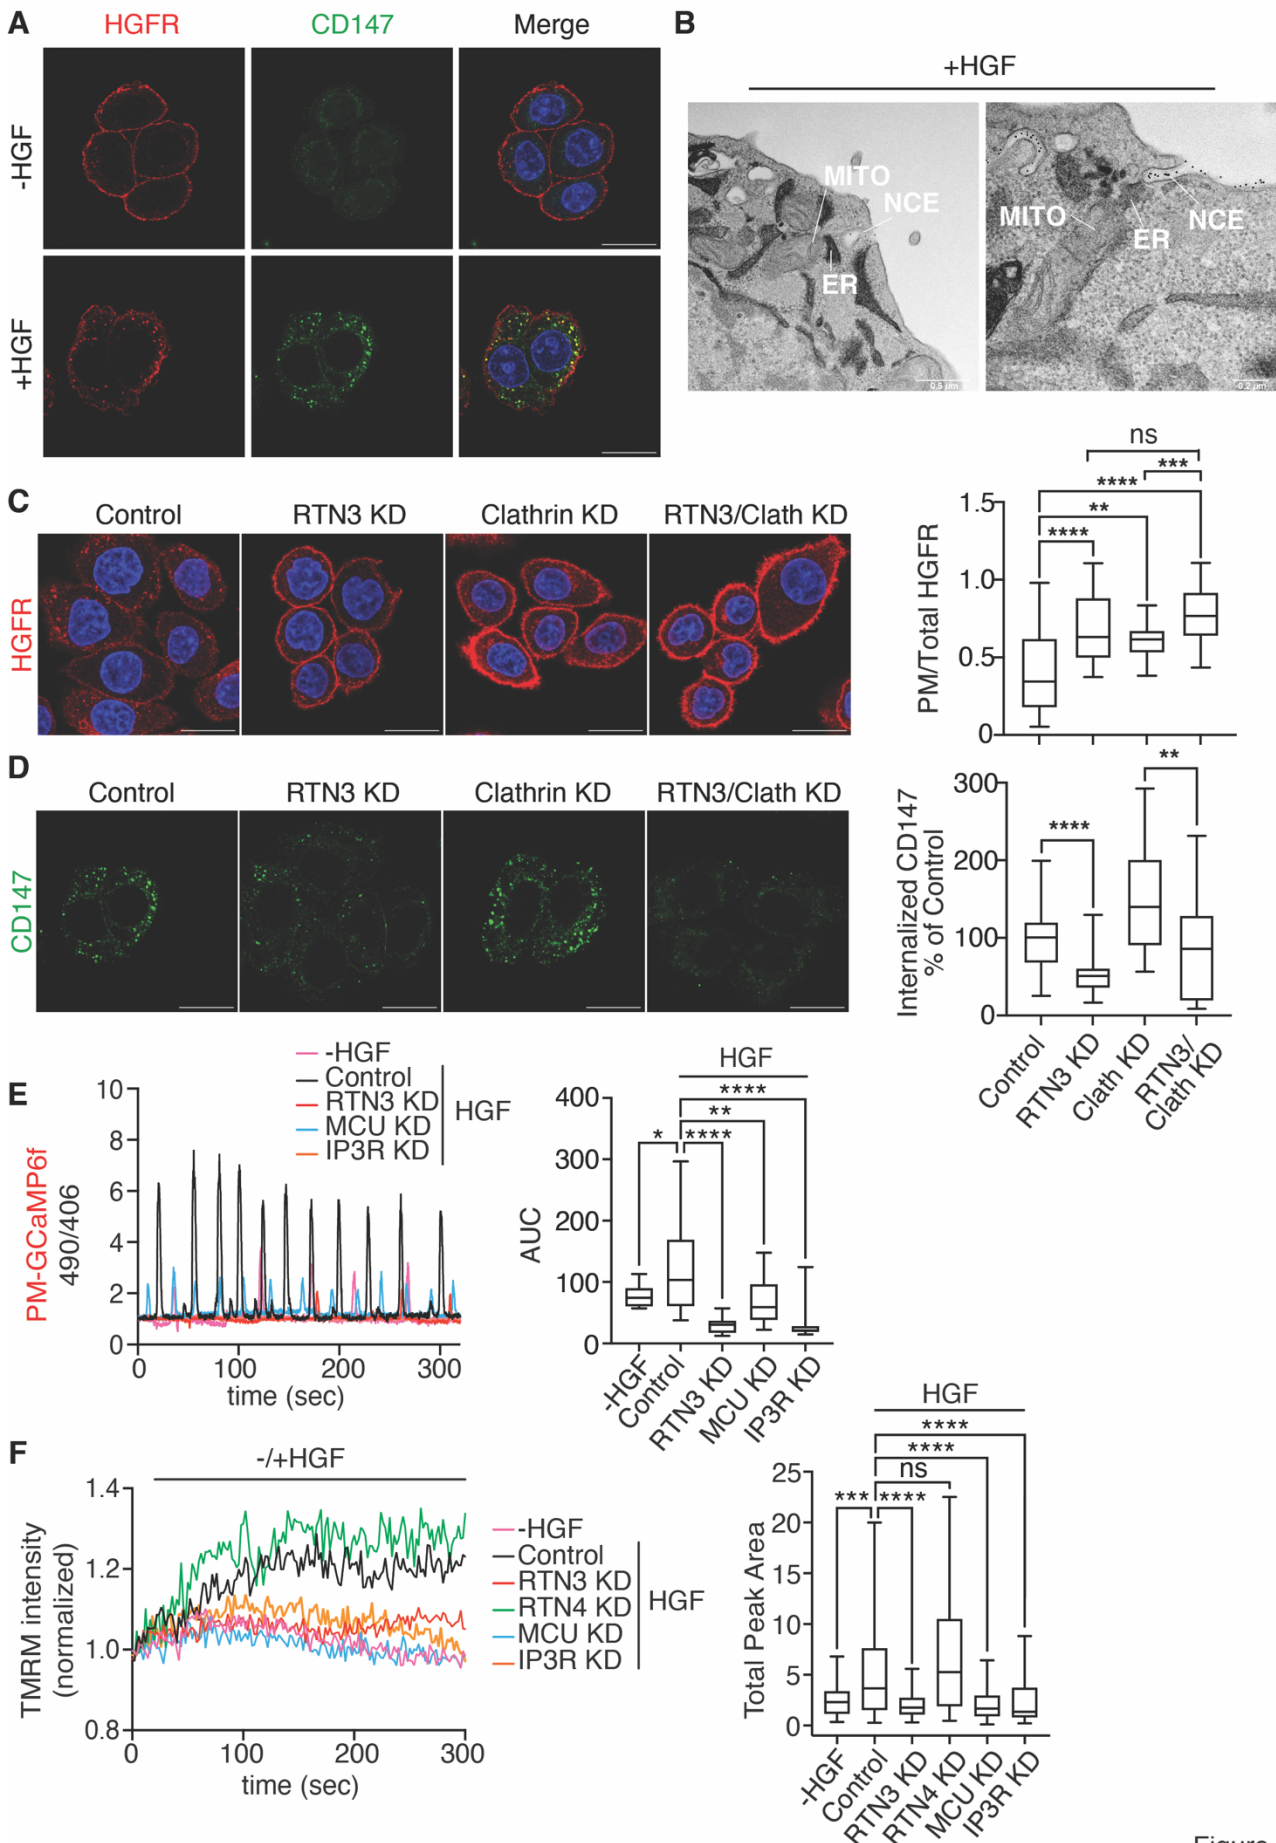 A
HGFR
CD147
Merge
-HGF
+HGF
B
+HGF
MITO
NCE
ER
0.5 µm
MITO
ER
NCE
0.2 µm
C
Control
RTN3 KD
Clathrin KD
RTN3/Clath KD
HGFR
PM/Total HGFR
1.5
1.0
0.5
0
ns
***
****
**
****
D
Control
RTN3 KD
Clathrin KD
RTN3/Clath KD
CD147
Internalized CD147
% of Control
300
200
100
0
**
****
Control
RTN3 KD
Clath KD
RTN3/
Clath KD
E
-HGF
Control
RTN3 KD
MCU KD
IP3R KD
HGF
PM-GCaMP6f
490/406
10
8
6
4
2
0
0
100
200
300
time (sec)
HGF
****
**
*
****
AUC
400
300
200
100
0
-HGF
Control
RTN3 KD
MCU KD
IP3R KD
F
-/+HGF
TMRM intensity
(normalized)
1.4
1.2
1.0
0.8
0
100
200
300
time (sec)
-HGF
Control
RTN3 KD
RTN4 KD
MCU KD
IP3R KD
HGF
HGF
****
****
ns
***
****
Total Peak Area
25
20
15
10
5
0
-HGF
Control
RTN3 KD
RTN4 KD
MCU KD
IP3R KD
Figure